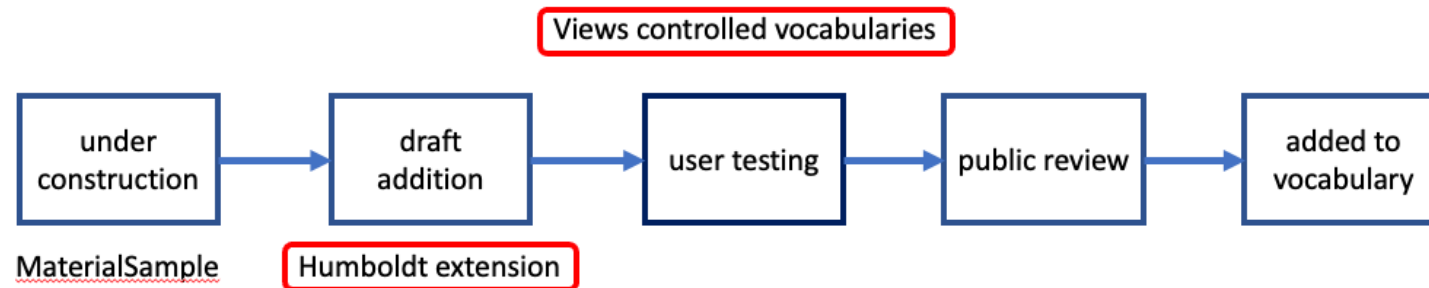 Views controlled vocabularies
under
construction
draft
addition
user testing
public review
added to
vocabulary
MaterialSample
Humboldt extension